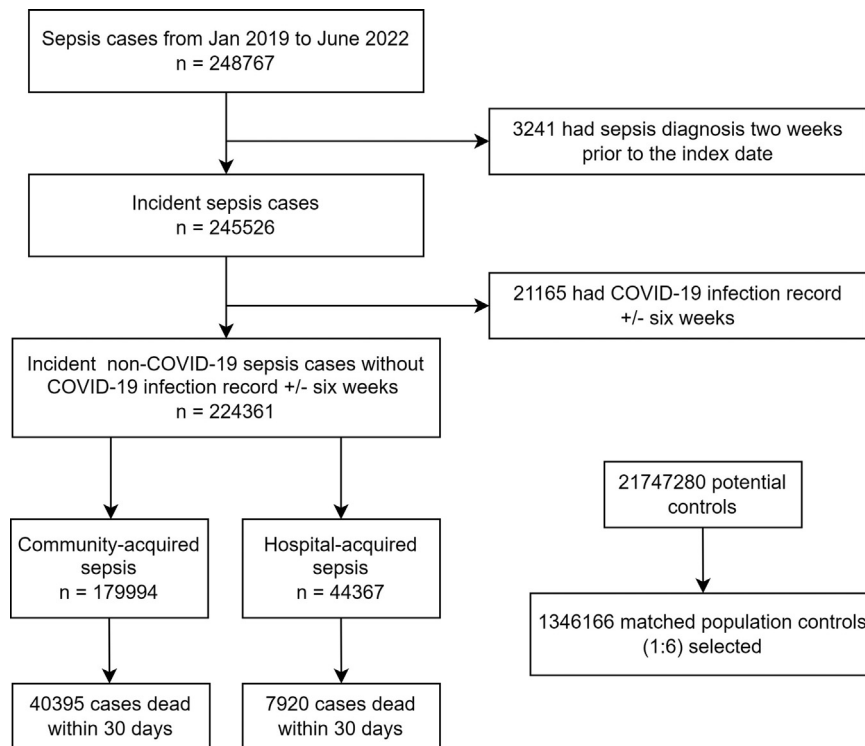 Sepsis cases from Jan 2019 to June 2022
n = 248767
3241 had sepsis diagnosis two weeks
prior to the index date
Incident sepsis cases
n = 245526
21165 had COVID-19 infection record
+/- six weeks
Incident non-COVID-19 sepsis cases without
COVID-19 infection record +/- six weeks
n = 224361
21747280 potential
controls
Community-acquired
sepsis
n = 179994
Hospital-acquired
sepsis
n = 44367
1346166 matched population controls
(1:6) selected
40395 cases dead
within 30 days
7920 cases dead
within 30 days